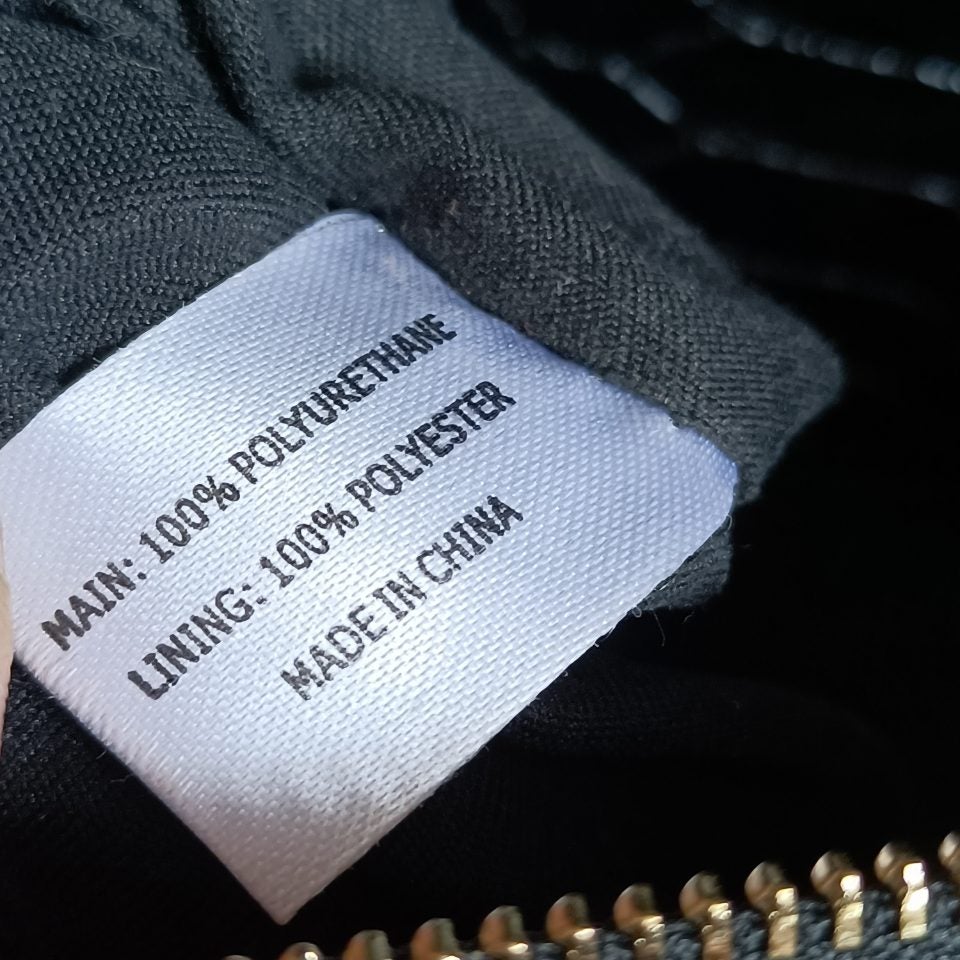 MAIN: 100% POLYURETHANE
LINING: 100% POLYESTER
MADE IN CHINA